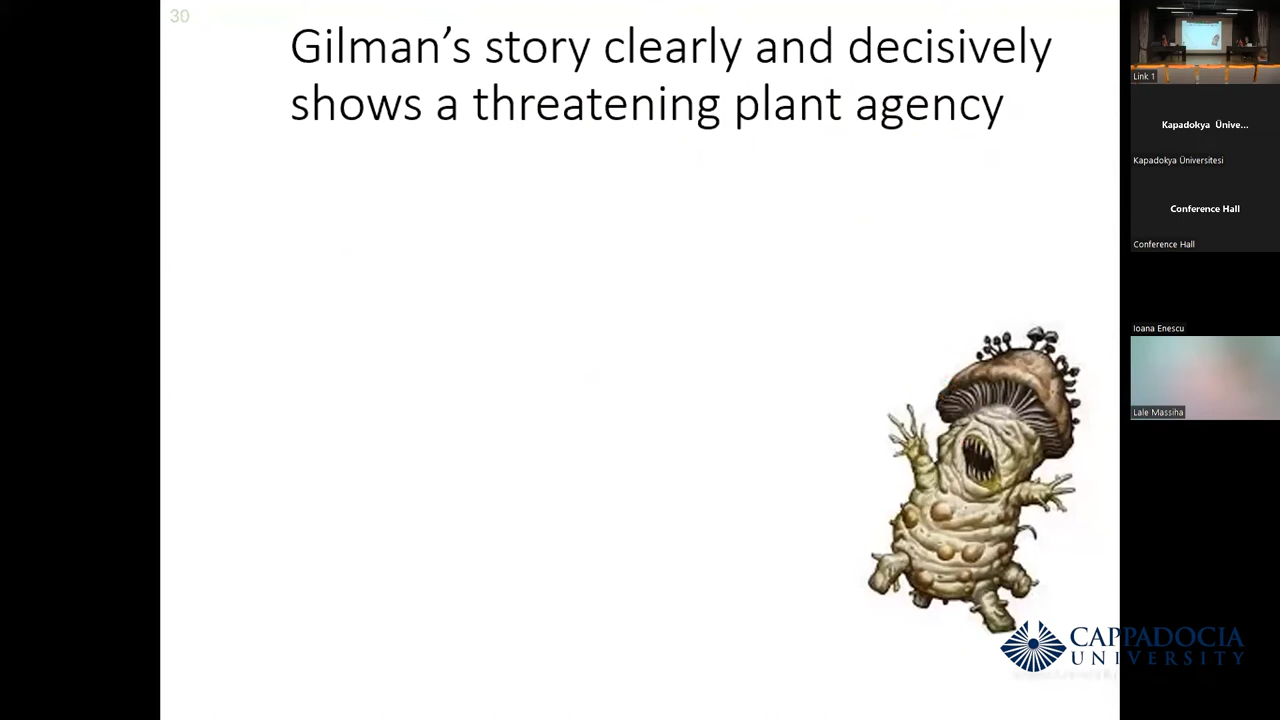 30
Gilman’s story clearly and decisively
shows a threatening plant agency
Link 1
Kapadokya Ünive...
Kapadokya Üniversitesi
Conference Hall
Conference Hall
Ioana Enescu
Lale Massiha
CAPPADOCIA
UNIVERSITY